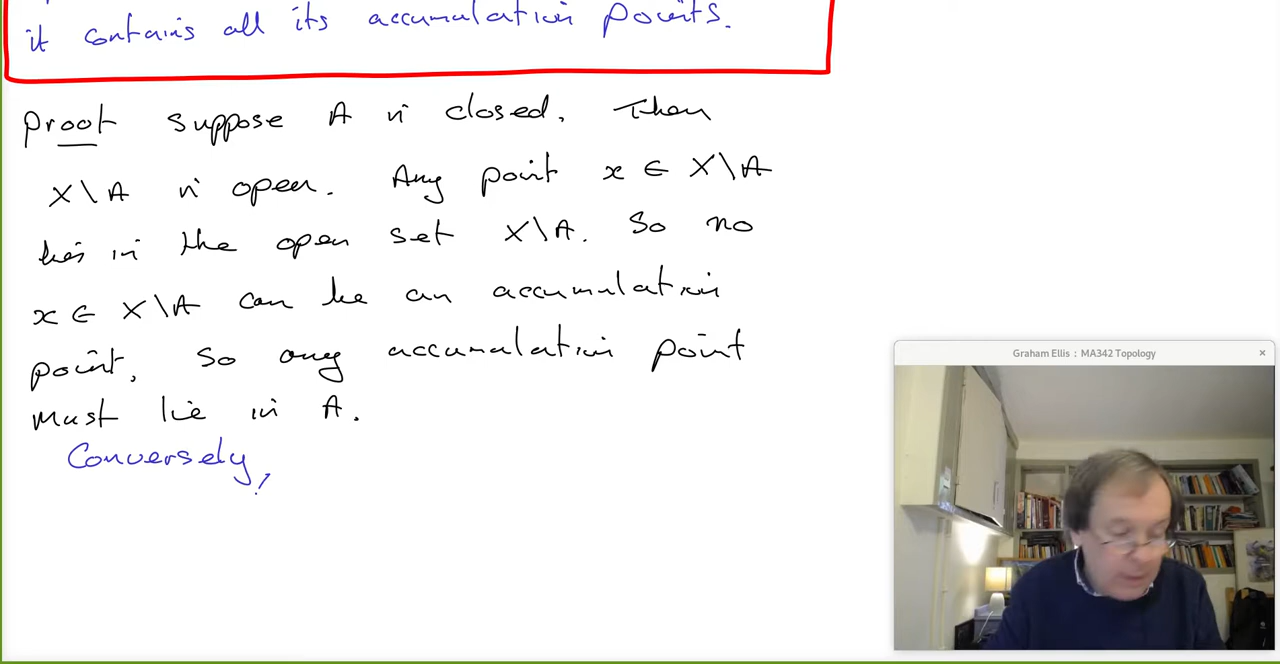 it contains all its accumulation points.
Proof suppose A is closed. Then
X\A is open. Any point x ∈ X\A
lies in the open set X\A. So no
x ∈ X\A can be an accumulation
point. So any accumulation point
must lie in A.
Conversely,
Graham Ellis : MA342 Topology